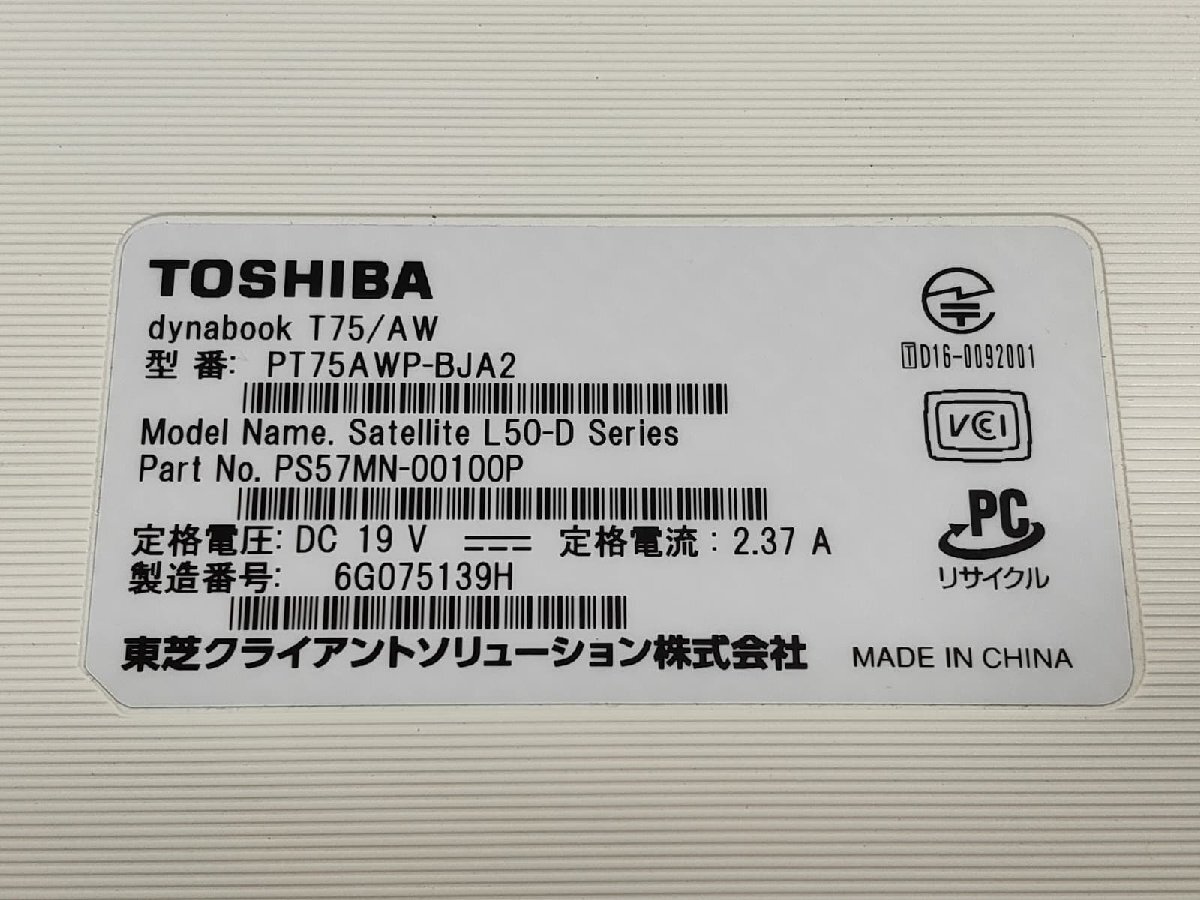 TOSHIBA
dynabook T75/AW
型 番: PT75AWP-BJA2
Model Name. Satellite L50-D Series
Part No. PS57MN-00100P
定格電圧: DC 19 V 定格電流 : 2.37 A
製造番号: 6G075139H
東芝クライアントソリューション株式会社
MADE IN CHINA
T D16-0092001
VCCI
PC
リサイクル